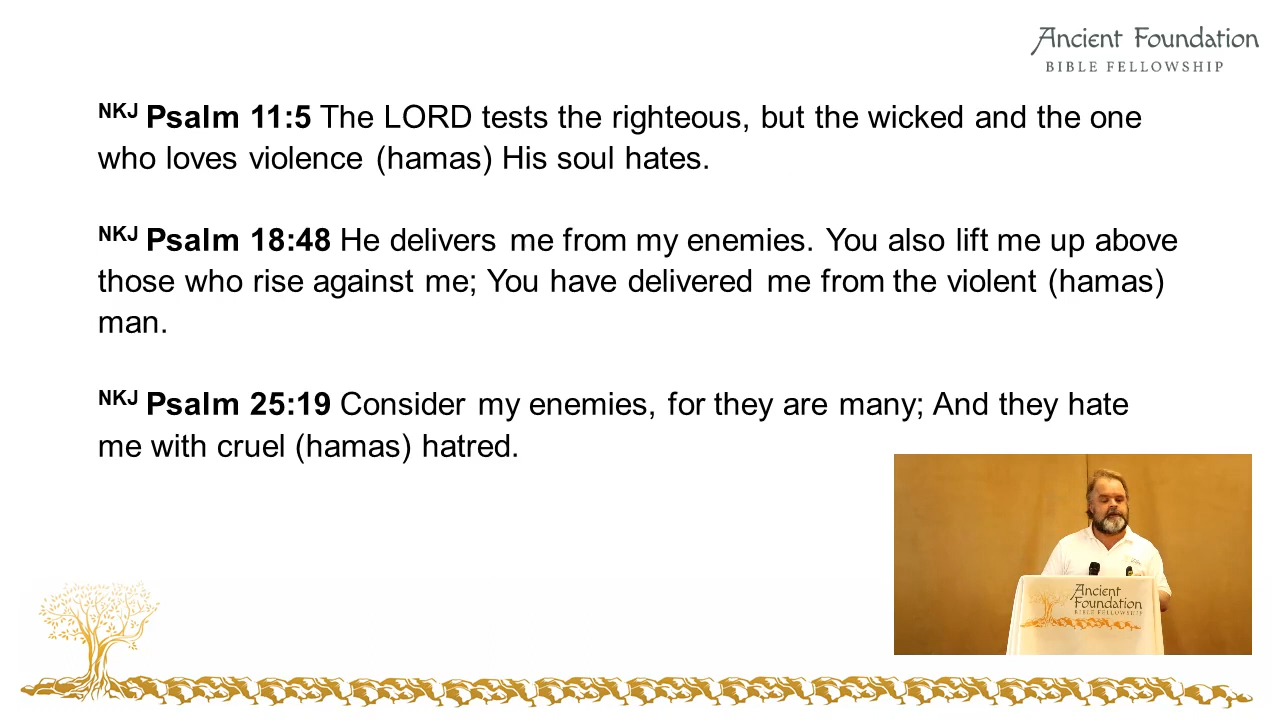 Ancient Foundation
BIBLE FELLOWSHIP
NKJ Psalm 11:5 The LORD tests the righteous, but the wicked and the one
who loves violence (hamas) His soul hates.
NKJ Psalm 18:48 He delivers me from my enemies. You also lift me up above
those who rise against me; You have delivered me from the violent (hamas)
man.
NKJ Psalm 25:19 Consider my enemies, for they are many; And they hate
me with cruel (hamas) hatred.
Ancient
Foundation
BIBLE FELLOWSHIP